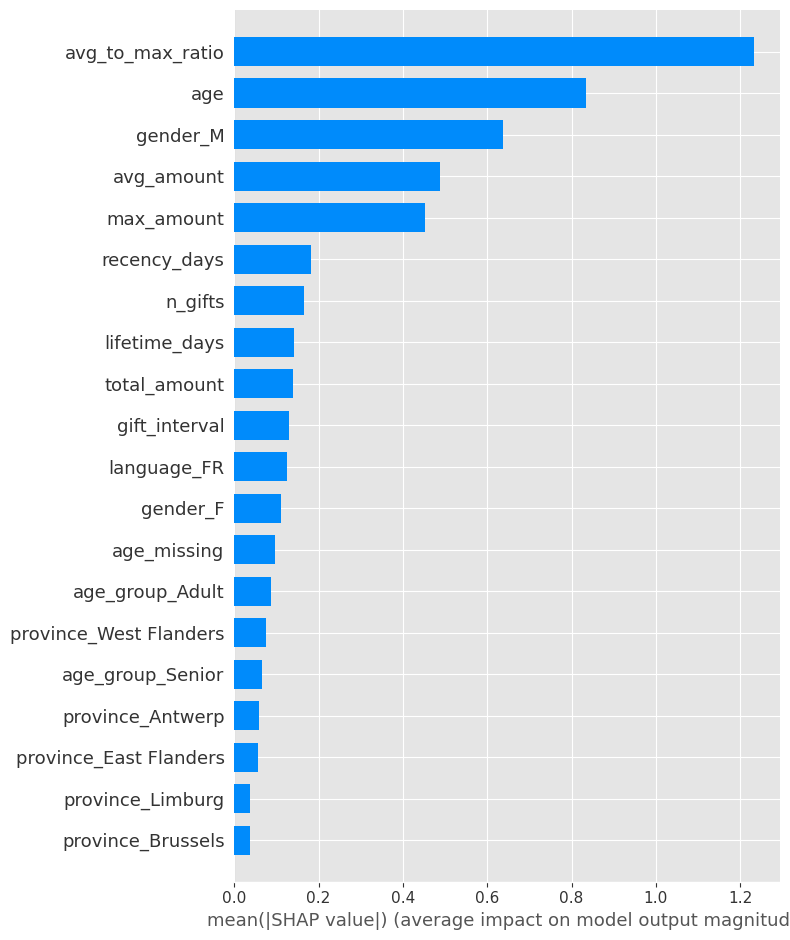 avg_to_max_ratio
age
gender_M
avg_amount
max_amount
recency_days
n_gifts
lifetime_days
total_amount
gift_interval
language_FR
gender_F
age_missing
age_group_Adult
province_West Flanders
age_group_Senior
province_Antwerp
province_East Flanders
province_Limburg
province_Brussels
0.0 0.2 0.4 0.6 0.8 1.0 1.2
mean(|SHAP value|) (average impact on model output magnitud